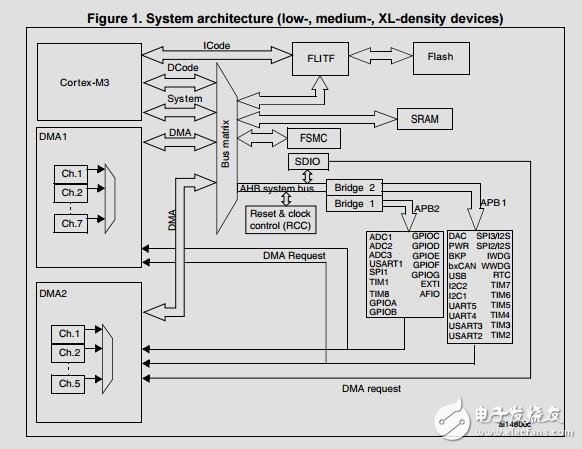 Figure 1. System architecture (low-, medium-, XL-density devices)
ICode
Cortex-M3
FLITF
Flash
DCode
System
SRAM
DMA
Bus matrix
FSMC
DMA1
SDIO
Ch.1
Ch.2
Ch.7
AHB system bus
Bridge 2
Bridge 1
APB2
APB1
Reset & clock
control (RCC)
DMA
DMA Request
ADC1 GPIOC
ADC2 GPIOD
ADC3 GPIOE
USART1 GPIOF
SPI1 GPIOG
TIM1 EXTI
TIM8 AFIO
GPIOA
GPIOB
DAC SPI3/I2S
PWR SPI2/I2S
BKP IWDG
bxCAN WWDG
USB RTC
I2C2 TIM7
I2C1 TIM6
UART5 TIM5
UART4 TIM4
USART3 TIM3
USART2 TIM2
DMA2
Ch.1
Ch.2
Ch.5
DMA request
电子发烧友
www.elecfans.com
ai14800c